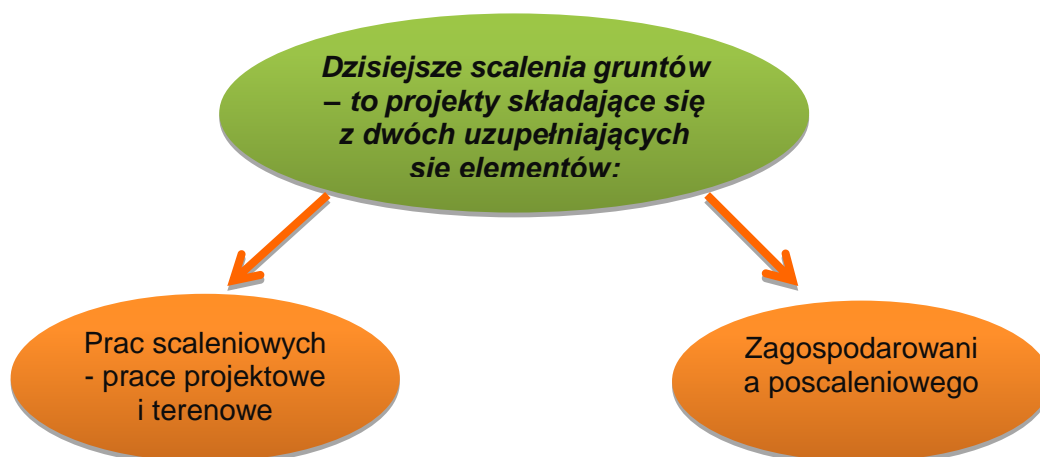 Dzisiejsze scalenia gruntów
– to projekty składające się
z dwóch uzupełniających
sie elementów:
Prac scaleniowych
- prace projektowe
i terenowe
Zagospodarowani
a poscaleniowego